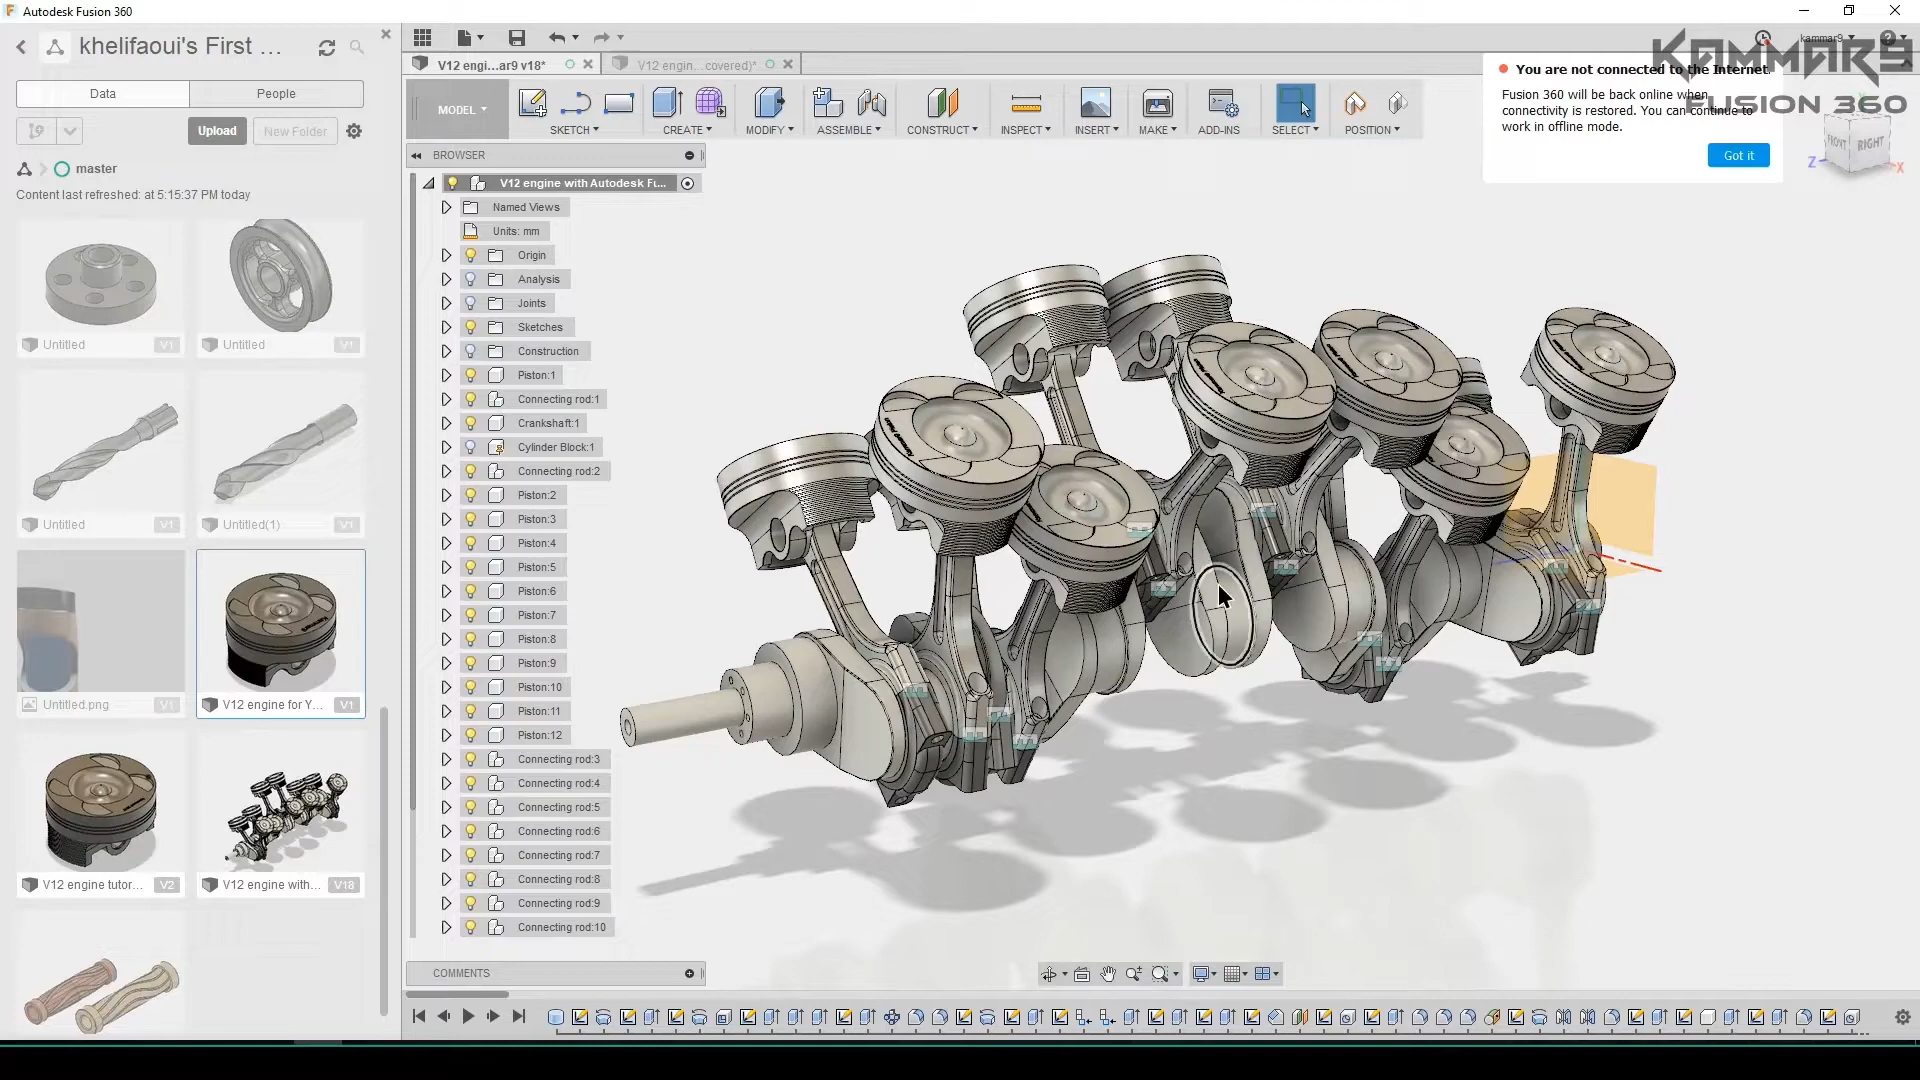 Autodesk Fusion 360
khelifaoui's First ...
Data
People
Upload
New Folder
master
Content last refreshed: at 5:15:37 PM today
Untitled V1
Untitled V1
Untitled V1
Untitled(1) V1
Untitled.png V1
V12 engine for Y... V1
V12 engine tutor... V2
V12 engine with... V18
V12 engi...ar9 v18*
V12 engin...covered)*
kammar9
MODEL
SKETCH
CREATE
MODIFY
ASSEMBLE
CONSTRUCT
INSPECT
INSERT
MAKE
ADD-INS
SELECT
POSITION
KAMMAR9
FUSION 360
You are not connected to the Internet.
Fusion 360 will be back online when
connectivity is restored. You can continue to
work in offline mode.
Got it
FRONT
RIGHT
Z
X
BROWSER
V12 engine with Autodesk Fu...
Named Views
Units: mm
Origin
Analysis
Joints
Sketches
Construction
Piston:1
Connecting rod:1
Crankshaft:1
Cylinder Block:1
Connecting rod:2
Piston:2
Piston:3
Piston:4
Piston:5
Piston:6
Piston:7
Piston:8
Piston:9
Piston:10
Piston:11
Piston:12
Connecting rod:3
Connecting rod:4
Connecting rod:5
Connecting rod:6
Connecting rod:7
Connecting rod:8
Connecting rod:9
Connecting rod:10
COMMENTS